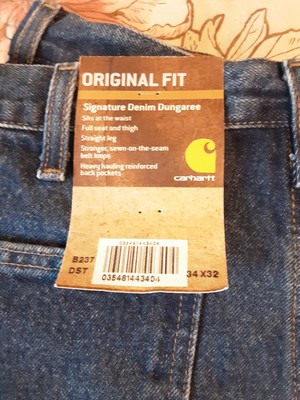 ORIGINAL FIT
Signature Denim Dungaree
Sits at the waist
Full seat and thigh
Straight leg
Stronger, sewn-on-the-seam
belt loops
Heavy hauling reinforced
back pockets
carhartt
035481443404
B237
DST
035481443404
34X32